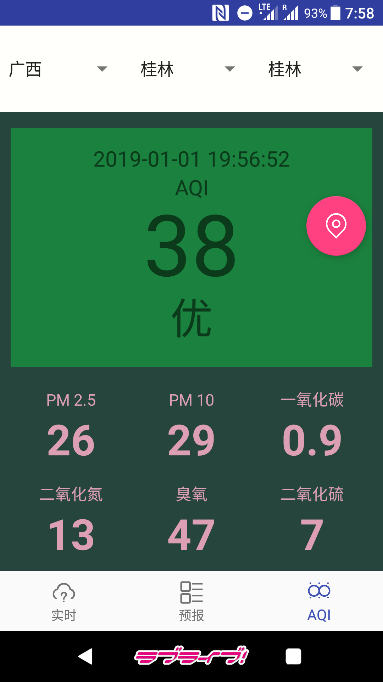 LTE R 93% 7:58
广西 桂林 桂林
2019-01-01 19:56:52
AQI
38
优
PM 2.5 PM 10 一氧化碳
26 29 0.9
二氧化氮 臭氧 二氧化硫
13 47 7
实时 预报 AQI
ラブライブ!